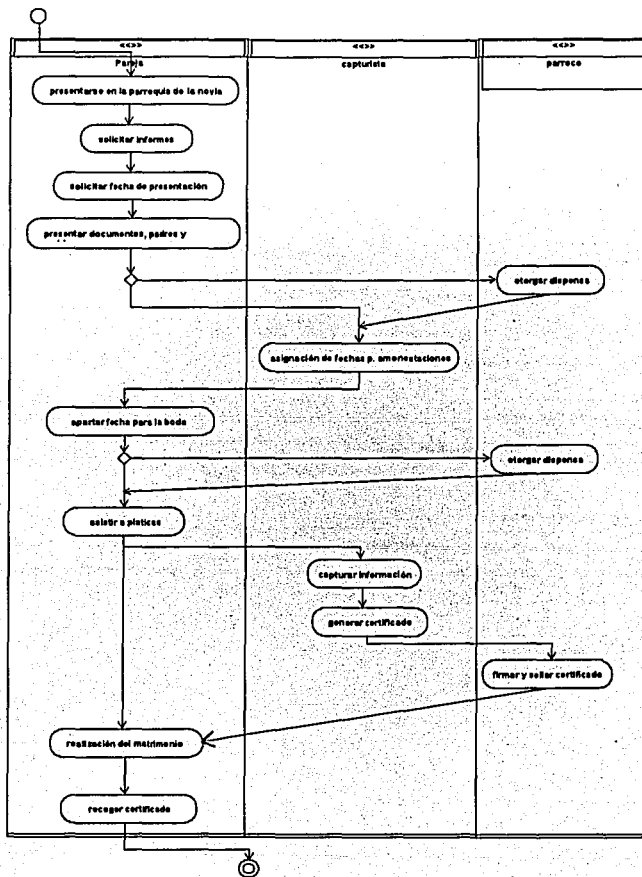 <<>>
<<>>
<<>>
Pareja
capturista
parroco
presentarse en la parroquia de la novia
solicitar informes
solicitar fecha de presentación
presentar documentos, padres y
otorgar dispensa
asignación de fechas p. amonestaciones
apartar fecha para la boda
otorgar dispensa
asistir a platicas
capturar información
generar certificado
firmar y sellar certificado
realización del matrimonio
recoger certificado